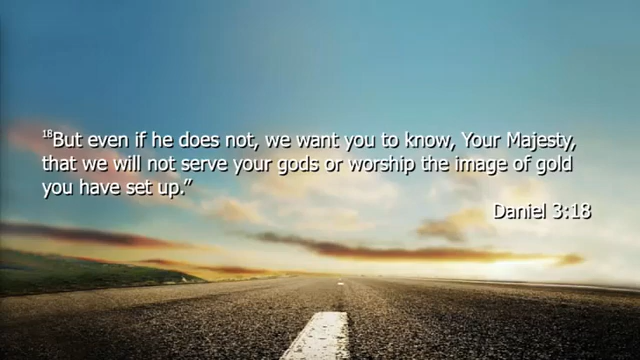 ¹⁸But even if he does not, we want you to know, Your Majesty,
that we will not serve your gods or worship the image of gold
you have set up.”
Daniel 3:18